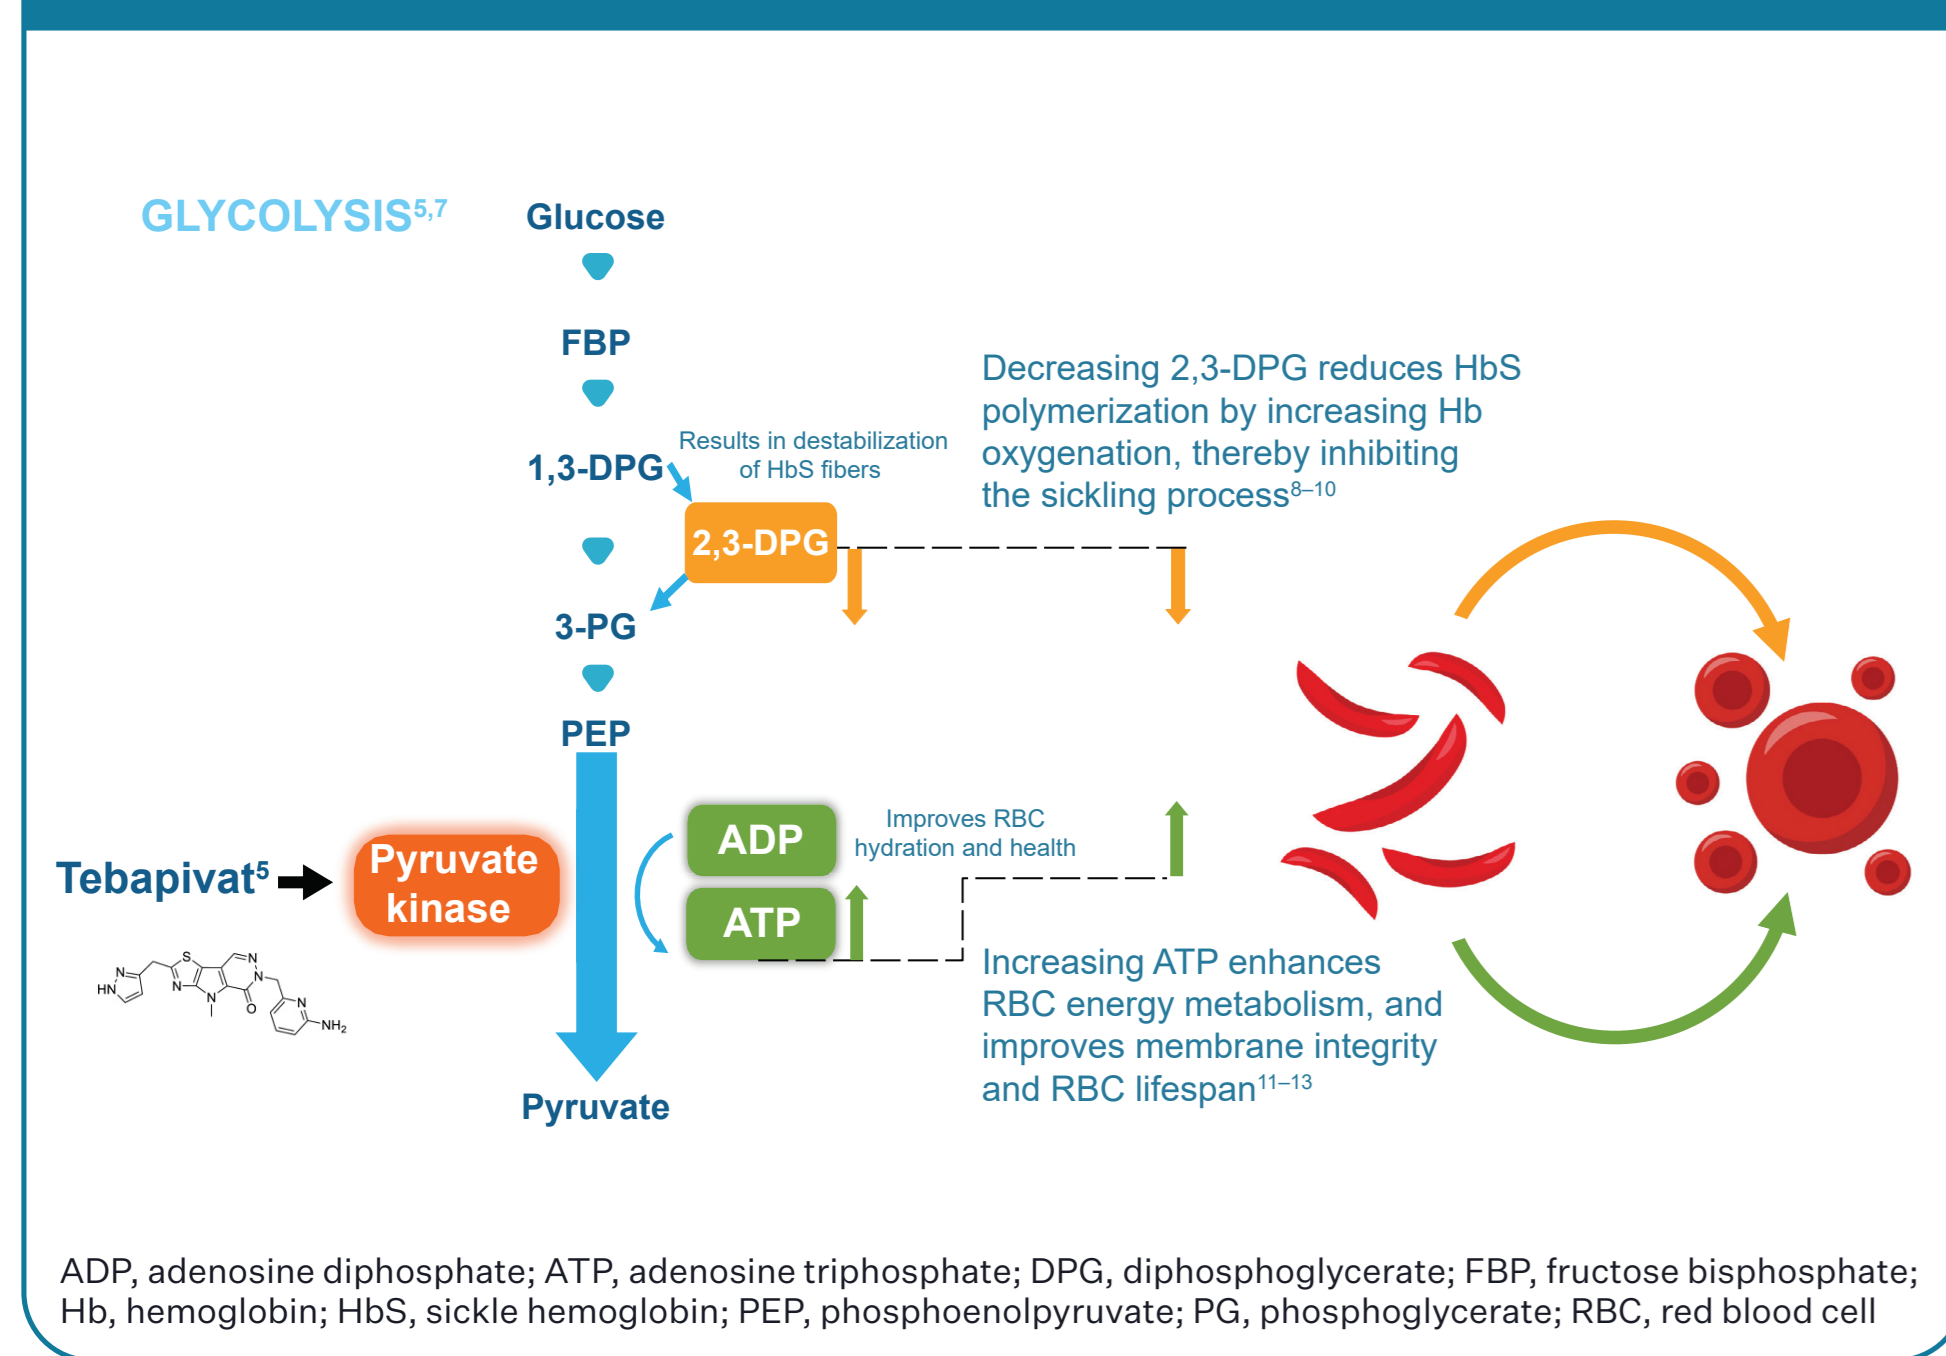 GLYCOLYSIS5,7
Glucose
FBP
1,3-DPG
Results in destabilization
of HbS fibers
2,3-DPG
Decreasing 2,3-DPG reduces HbS
polymerization by increasing Hb
oxygenation, thereby inhibiting
the sickling process8–10
3-PG
PEP
Tebapivat5
Pyruvate
kinase
ADP
ATP
Improves RBC
hydration and health
Increasing ATP enhances
RBC energy metabolism, and
improves membrane integrity
and RBC lifespan11–13
N
HN
S
N
N
N
N
O
N
NH2
Pyruvate
ADP, adenosine diphosphate; ATP, adenosine triphosphate; DPG, diphosphoglycerate; FBP, fructose bisphosphate;
Hb, hemoglobin; HbS, sickle hemoglobin; PEP, phosphoenolpyruvate; PG, phosphoglycerate; RBC, red blood cell